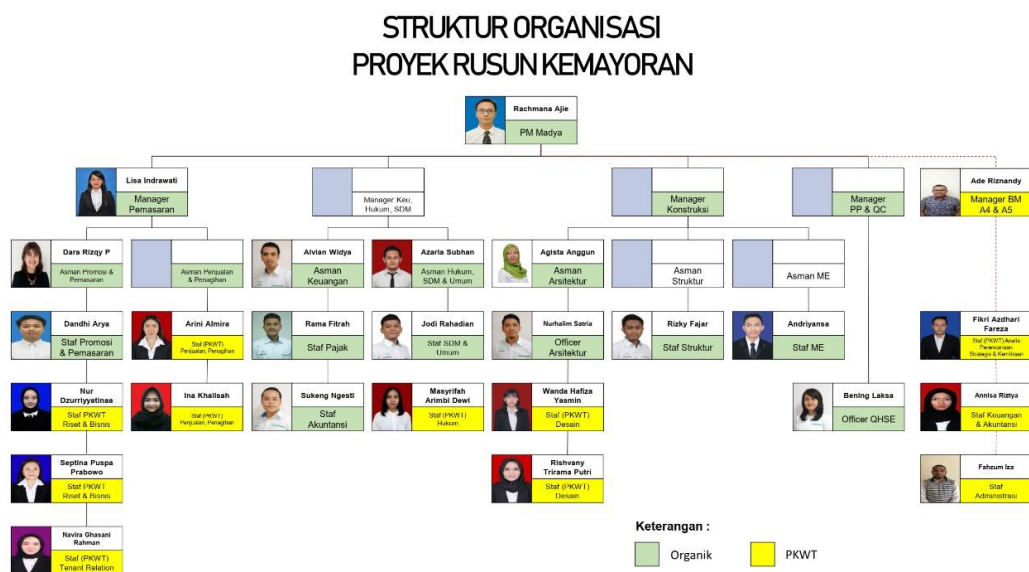 STRUKTUR ORGANISASI
PROYEK RUSUN KEMAYORAN
Rachmana Ajie
PM Madya
Lisa Indrawati
Manager
Pemasaran
Manager Keu,
Hukum, SDM
Manager
Konstruksi
Manager
PP & QC
Ade Riznandy
Manager BM
A4 & A5
Dara Rizqy P
Asman Promosi &
Pemasaran
Asman Penjualan &
Penagihan
Alvian Widya
Asman
Keuangan
Azaria Subhan
Asman Hukum,
SDM & Umum
Agista Anggun
Asman
Arsitektur
Asman
Struktur
Asman ME
Dandhi Arya
Staf Promosi
& Pemasaran
Arini Almira
Staf (PKWT)
Penjualan, Penagihan
Rama Fitrah
Staf Pajak
Jodi Rahadian
Staf SDM &
Umum
Nurhalim Satria
Officer
Arsitektur
Rizky Fajar
Staf Struktur
Andriyansa
Staf ME
Fikri Azdhari
Fareza
Staf (PKWT) Analis
Perencanaan
Strategis & Kemitraan
Nur
Dzurriyyatinaa
Staf PKWT
Riset & Bisnis
Ina Khalisah
Staf (PKWT)
Penjualan, Penagihan
Sukeng Ngesti
Staf
Akuntansi
Masyrifah
Arimbi Dewi
Staf (PKWT)
Hukum
Wanda Hafiza
Yasmin
Staf (PKWT)
Desain
Bening Laksa
Officer QHSE
Annisa Riztya
Staf Keuangan
& Akuntansi
Septina Puspa
Prabowo
Staf PKWT
Riset & Bisnis
Rishvany
Trirama Putri
Staf (PKWT)
Desain
Fahzum Iza
Staf
Administrasi
Navira Ghasani
Rahman
Staf (PKWT)
Tenant Relation
Keterangan :
Organik
PKWT